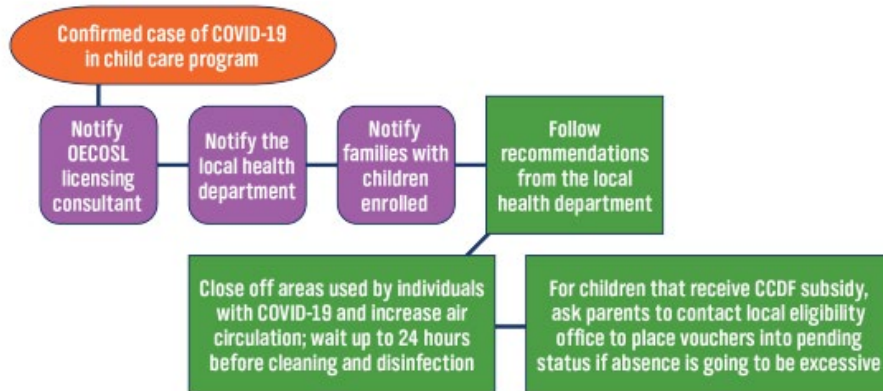 Confirmed case of COVID-19
in child care program
Notify
OECOSL
licensing
consultant
Notify the
local health
department
Notify
families with
children
enrolled
Follow
recommendations
from the local
health department
Close off areas used by individuals
with COVID-19 and increase air
circulation; wait up to 24 hours
before cleaning and disinfection
For children that receive CCDF subsidy,
ask parents to contact local eligibility
office to place vouchers into pending
status if absence is going to be excessive